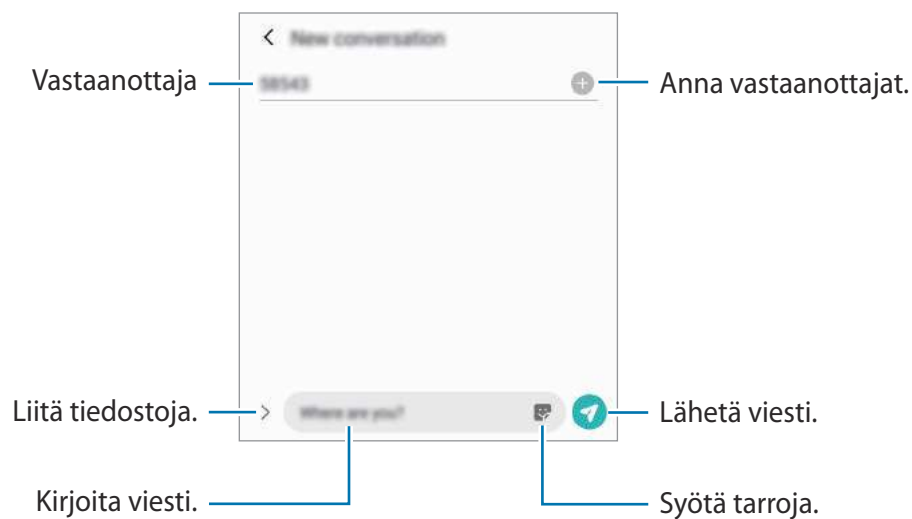 New conversation
Vastaanottaja
58543
Anna vastaanottajat.
Liitä tiedostoja.
Where are you?
Lähetä viesti.
Kirjoita viesti.
Syötä tarroja.